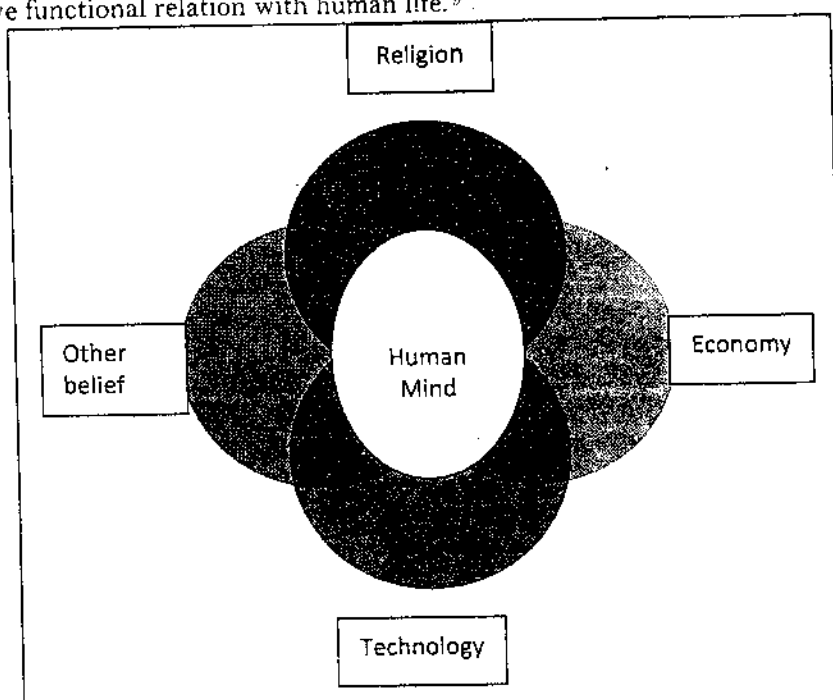 ve functional relation with human life.
Religion
Other
belief
Human
Mind
Economy
Technology